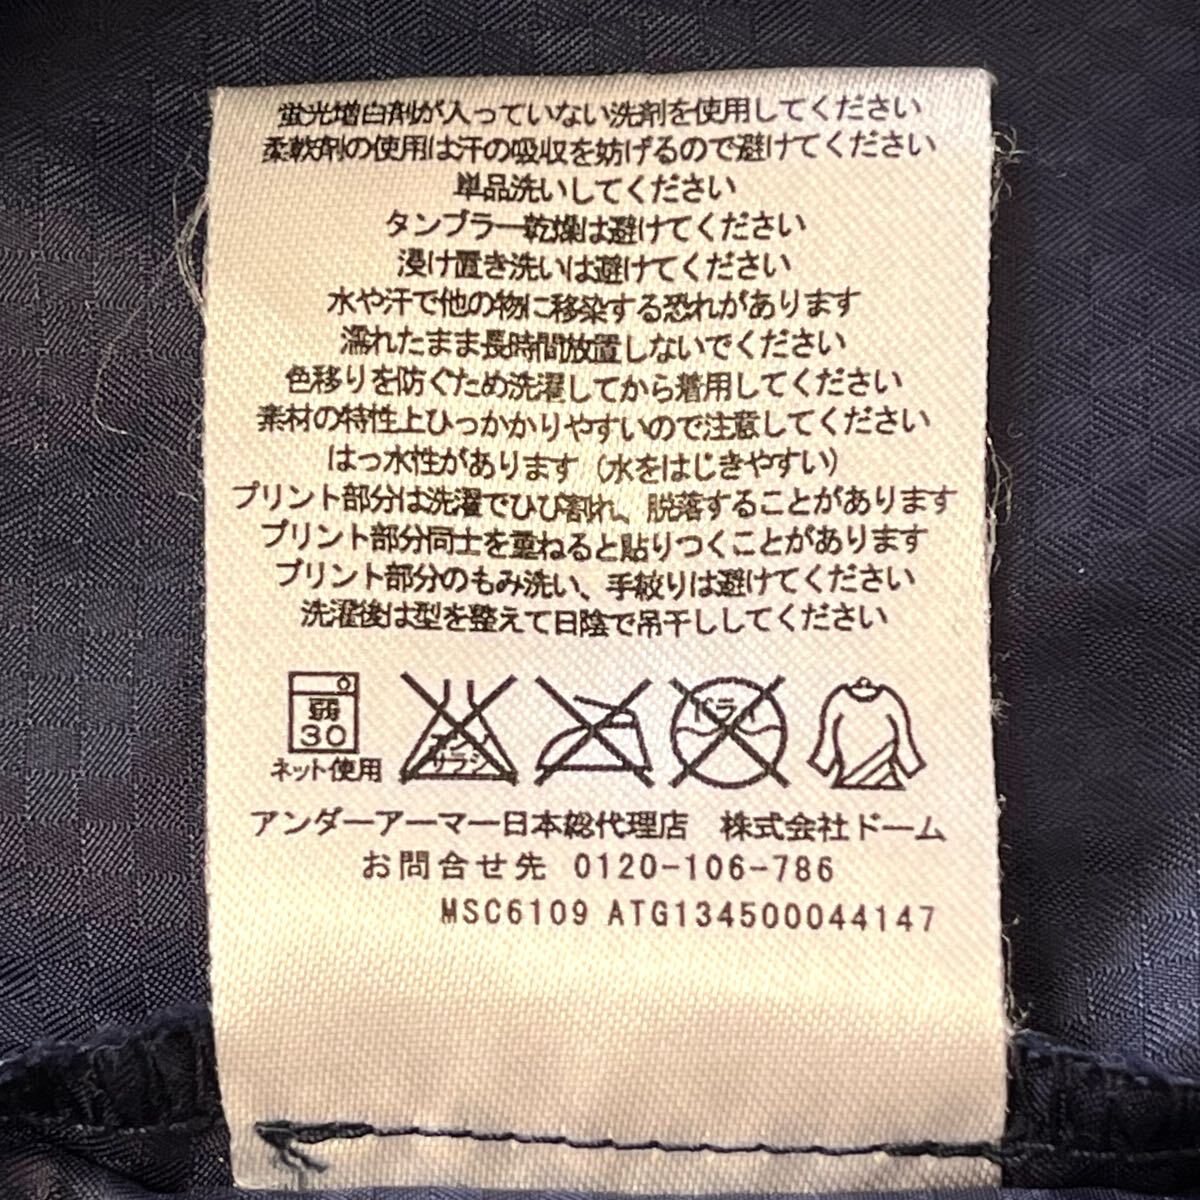 蛍光増白剤が入っていない洗剤を使用してください
柔軟剤の使用は汗の吸収を妨げるので避けてください
単品洗いしてください
タンブラー乾燥は避けてください
浸け置き洗いは避けてください
水や汗で他の物に移染する恐れがあります
濡れたまま長時間放置しないでください
色移りを防ぐため洗濯してから着用してください
素材の特性上ひっかかりやすいので注意してください
はっ水性があります(水をはじきやすい)
プリント部分は洗濯でひび割れ、脱落することがあります
プリント部分同士を重ねると貼りつくことがあります
プリント部分のもみ洗い、手絞りは避けてください
洗濯後は型を整えて日陰で吊干ししてください
弱
30
エンソ
サラシ
ドライ
ネット使用
アンダーアーマー日本総代理店 株式会社ドーム
お問合せ先 0120-106-786
MSC6109 ATG134500044147